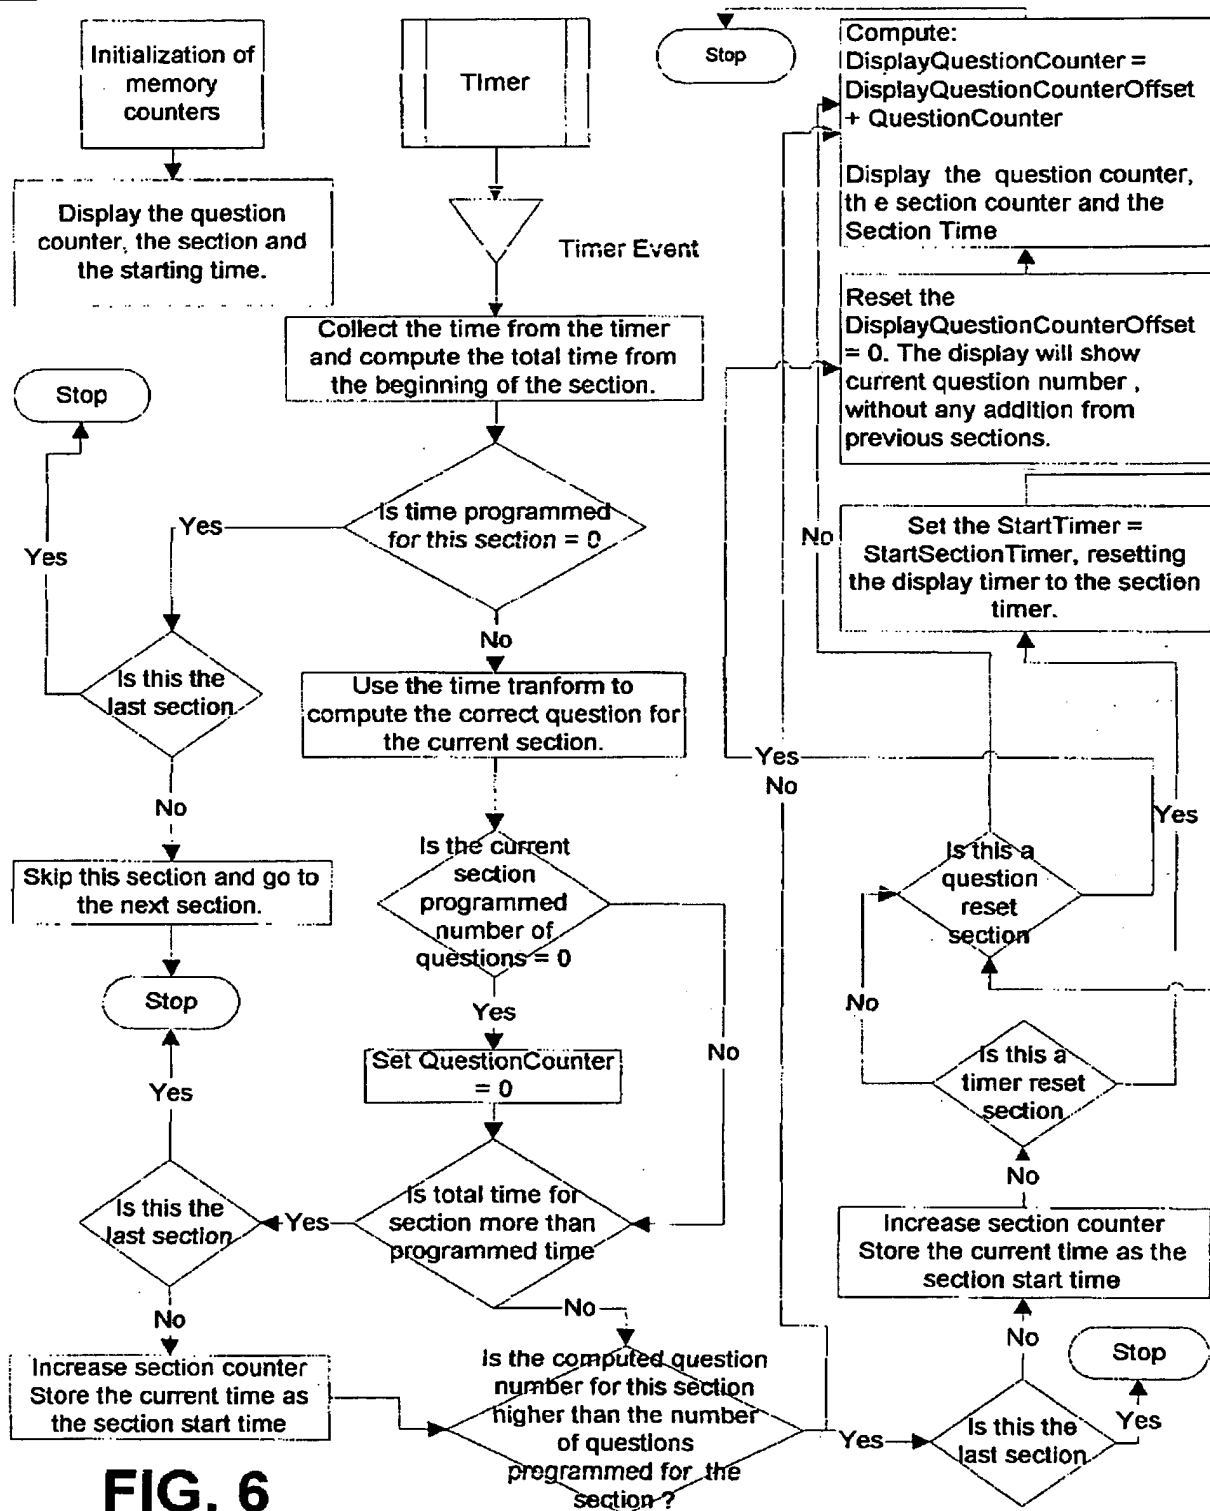 Initialization of
memory
counters
Display the question
counter, the section and
the starting time.
TImer
Timer Event
Collect the time from the timer
and compute the total time from
the beginning of the section.
Stop
Yes
Is time programmed
for this section = 0
Yes
No
Is this the
last section
No
Skip this section and go to
the next section.
Stop
Use the time tranform to
compute the correct question for
the current section.
Is the current
section
programmed
number of
questions = 0
Yes
No
Set QuestionCounter
= 0
Is total time for
section more than
programmed time
Yes
No
Is this the
last section
Yes
No
Increase section counter
Store the current time as
the section start time
Is the computed question
number for this section
higher than the number
of questions
programmed for the
section ?
Yes
No
Is this the
last section
Yes
Stop
No
Increase section counter
Store the current time as the
section start time
No
Is this a
timer reset
section
No
Yes
Is this a
question
reset
section
Yes
No
Set the StartTimer =
StartSectionTimer, resetting
the display timer to the section
timer.
Reset the
DisplayQuestionCounterOffset
= 0. The display will show
current question number ,
without any addition from
previous sections.
Compute:
DisplayQuestionCounter =
DisplayQuestionCounterOffset
+ QuestionCounter
Display the question counter,
th e section counter and the
Section Time
Stop
FIG. 6